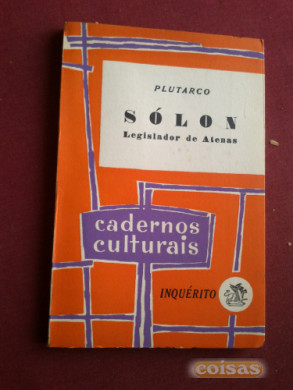 PLUTARCO
SÓLON
Legislador de Atenas
cadernos
culturais
INQUÉRITO
coisas